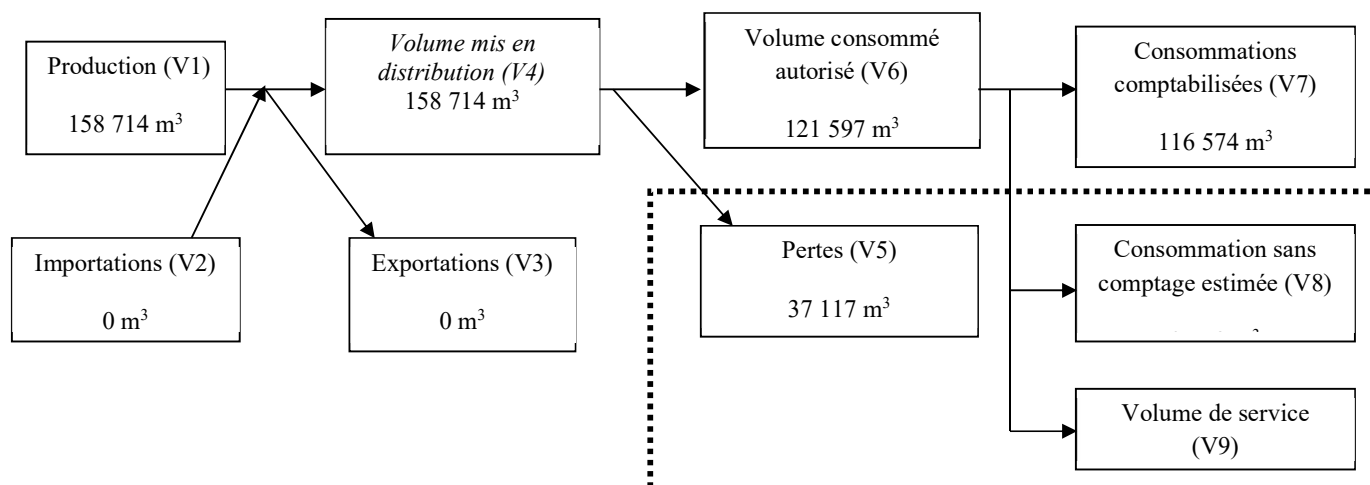 Production (V1)
158 714 m³
Volume mis en
distribution (V4)
158 714 m³
Volume consommé
autorisé (V6)
121 597 m³
Consommations
comptabilisées (V7)
116 574 m³
Importations (V2)
0 m³
Exportations (V3)
0 m³
Pertes (V5)
37 117 m³
Consommation sans
comptage estimée (V8)
Volume de service
(V9)